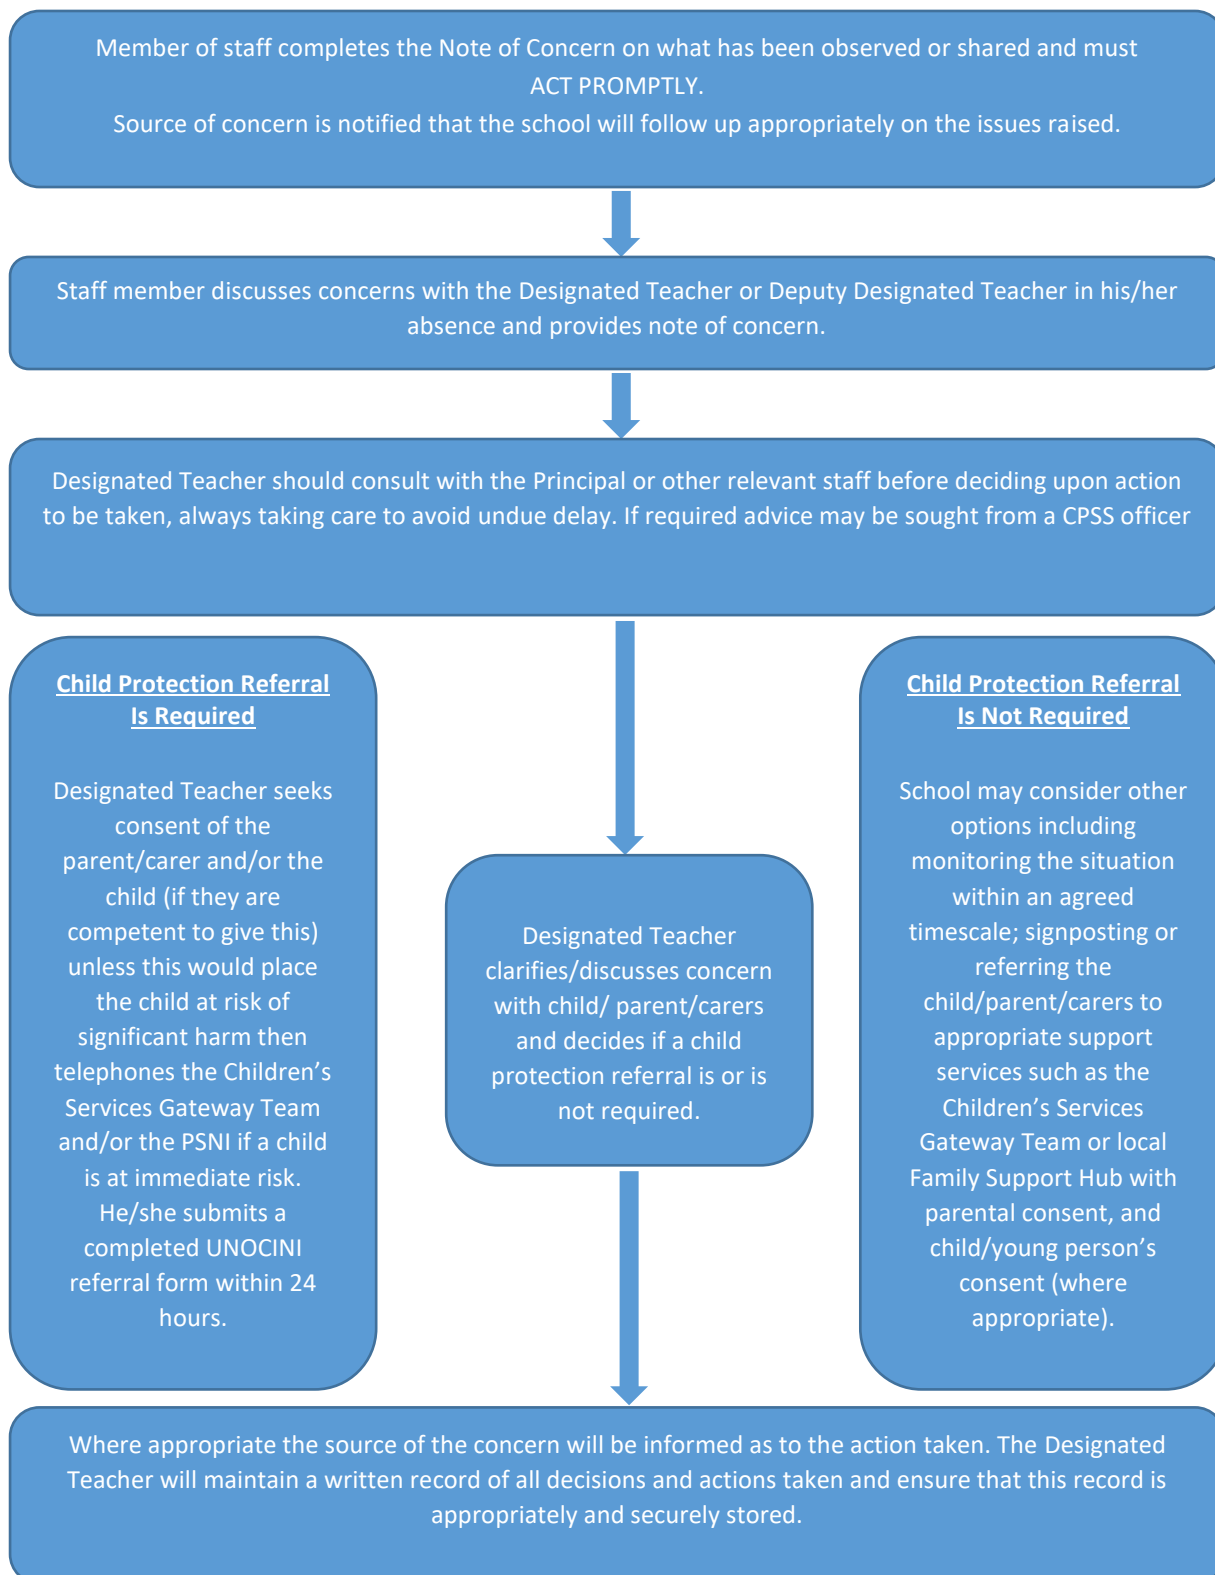 Member of staff completes the Note of Concern on what has been observed or shared and must
ACT PROMPTLY.
Source of concern is notified that the school will follow up appropriately on the issues raised.
Staff member discusses concerns with the Designated Teacher or Deputy Designated Teacher in his/her
absence and provides note of concern.
Designated Teacher should consult with the Principal or other relevant staff before deciding upon action
to be taken, always taking care to avoid undue delay. If required advice may be sought from a CPSS officer
Child Protection Referral
Is Required
Designated Teacher seeks
consent of the
parent/carer and/or the
child (if they are
competent to give this)
unless this would place
the child at risk of
significant harm then
telephones the Children’s
Services Gateway Team
and/or the PSNI if a child
is at immediate risk.
He/she submits a
completed UNOCINI
referral form within 24
hours.
Designated Teacher
clarifies/discusses concern
with child/ parent/carers
and decides if a child
protection referral is or is
not required.
Child Protection Referral
Is Not Required
School may consider other
options including
monitoring the situation
within an agreed
timescale; signposting or
referring the
child/parent/carers to
appropriate support
services such as the
Children’s Services
Gateway Team or local
Family Support Hub with
parental consent, and
child/young person’s
consent (where
appropriate).
Where appropriate the source of the concern will be informed as to the action taken. The Designated
Teacher will maintain a written record of all decisions and actions taken and ensure that this record is
appropriately and securely stored.